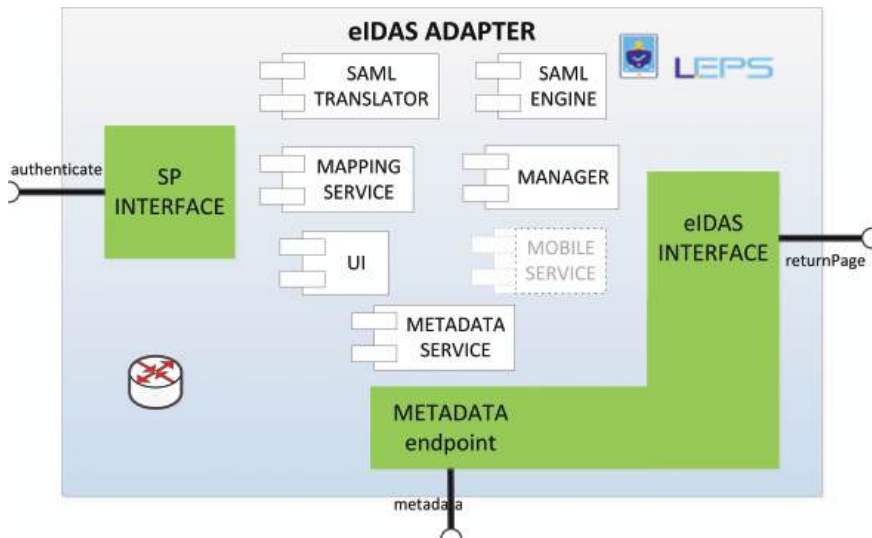 eIDAS ADAPTER
LEPS
SAML
TRANSLATOR
SAML
ENGINE
authenticate
SP
INTERFACE
MAPPING
SERVICE
MANAGER
eIDAS
INTERFACE
returnPage
UI
MOBILE
SERVICE
METADATA
SERVICE
METADATA
endpoint
metadata